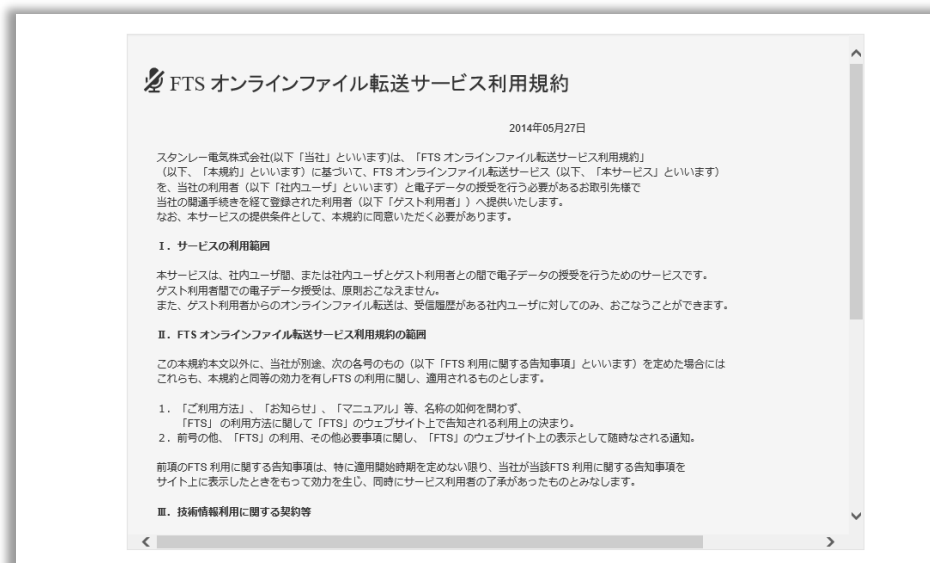 FTS オンラインファイル転送サービス利用規約
2014年05月27日
スタンレー電気株式会社(以下「当社」といいます)は、「FTS オンラインファイル転送サービス利用規約」
(以下、「本規約」といいます)に基づいて、FTS オンラインファイル転送サービス(以下、「本サービス」といいます)
を、当社の利用者(以下「社内ユーザ」といいます)と電子データの授受を行う必要があるお取引先様で
当社の開通手続きを経て登録された利用者(以下「ゲスト利用者」)へ提供いたします。
なお、本サービスの提供条件として、本規約に同意いただく必要があります。
Ⅰ．サービスの利用範囲
本サービスは、社内ユーザ間、または社内ユーザとゲスト利用者との間で電子データの授受を行うためのサービスです。
ゲスト利用者間での電子データ授受は、原則おこなえません。
また、ゲスト利用者からのオンラインファイル転送は、受信履歴がある社内ユーザに対してのみ、おこなうことができます。
Ⅱ．FTS オンラインファイル転送サービス利用規約の範囲
この本規約本文以外に、当社が別途、次の各号のもの(以下「FTS 利用に関する告知事項」といいます)を定めた場合には
これらも、本規約と同等の効力を有しFTS の利用に関し、適用されるものとします。
１．「ご利用方法」、「お知らせ」、「マニュアル」等、名称の如何を問わず、
「FTS」 の利用方法に関して「FTS」のウェブサイト上で告知される利用上の決まり。
２．前号の他、「FTS」の利用、その他必要事項に関し、「FTS」のウェブサイト上の表示として随時なされる通知。
前項のFTS 利用に関する告知事項は、特に適用開始時期を定めない限り、当社が当該FTS 利用に関する告知事項を
サイト上に表示したときをもって効力を生じ、同時にサービス利用者の了承があったものとみなします。
Ⅲ．技術情報利用に関する契約等